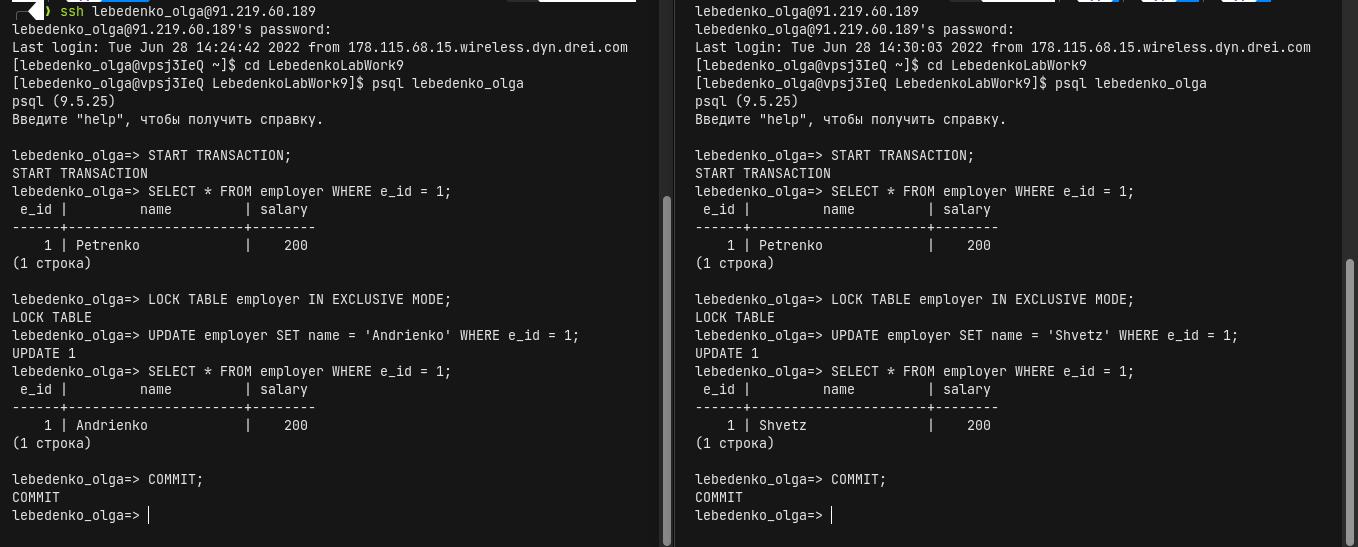 ❯ ssh lebedenko_olga@91.219.60.189
lebedenko_olga@91.219.60.189's password:
Last login: Tue Jun 28 14:24:42 2022 from 178.115.68.15.wireless.dyn.drei.com
[lebedenko_olga@vpsj3IeQ ~]$ cd LebedenkoLabWork9
[lebedenko_olga@vpsj3IeQ LebedenkoLabWork9]$ psql lebedenko_olga
psql (9.5.25)
Введите "help", чтобы получить справку.
lebedenko_olga=> START TRANSACTION;
START TRANSACTION
lebedenko_olga=> SELECT * FROM employer WHERE e_id = 1;
 e_id |         name         | salary
------+----------------------+--------
    1 | Petrenko             |    200
(1 строка)
lebedenko_olga=> LOCK TABLE employer IN EXCLUSIVE MODE;
LOCK TABLE
lebedenko_olga=> UPDATE employer SET name = 'Andrienko' WHERE e_id = 1;
UPDATE 1
lebedenko_olga=> SELECT * FROM employer WHERE e_id = 1;
 e_id |         name         | salary
------+----------------------+--------
    1 | Andrienko            |    200
(1 строка)
lebedenko_olga=> COMMIT;
COMMIT
lebedenko_olga=>
lebedenko_olga@91.219.60.189
lebedenko_olga@91.219.60.189's password:
Last login: Tue Jun 28 14:30:03 2022 from 178.115.68.15.wireless.dyn.drei.com
[lebedenko_olga@vpsj3IeQ ~]$ cd LebedenkoLabWork9
[lebedenko_olga@vpsj3IeQ LebedenkoLabWork9]$ psql lebedenko_olga
psql (9.5.25)
Введите "help", чтобы получить справку.
lebedenko_olga=> START TRANSACTION;
START TRANSACTION
lebedenko_olga=> SELECT * FROM employer WHERE e_id = 1;
 e_id |         name         | salary
------+----------------------+--------
    1 | Petrenko             |    200
(1 строка)
lebedenko_olga=> LOCK TABLE employer IN EXCLUSIVE MODE;
LOCK TABLE
lebedenko_olga=> UPDATE employer SET name = 'Shvetz' WHERE e_id = 1;
UPDATE 1
lebedenko_olga=> SELECT * FROM employer WHERE e_id = 1;
 e_id |         name         | salary
------+----------------------+--------
    1 | Shvetz               |    200
(1 строка)
lebedenko_olga=> COMMIT;
COMMIT
lebedenko_olga=>